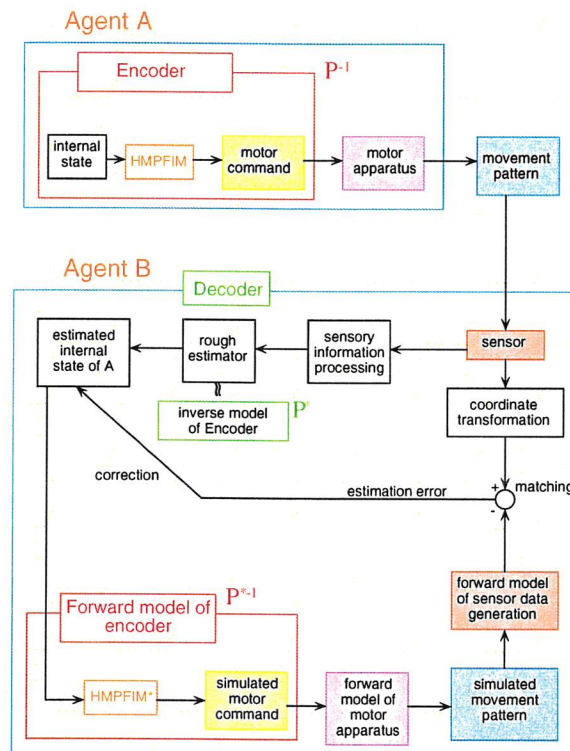 Agent A
Encoder
P-1
internal
state
HMPFIM
motor
command
motor
apparatus
movement
pattern
Agent B
Decoder
estimated
internal
state of A
rough
estimator
sensory
information
processing
sensor
inverse model
of Encoder
coordinate
transformation
correction
estimation error
+
matching
-
forward model
of sensor data
generation
Forward model of
encoder
P*-1
HMPFIM*
simulated
motor
command
forward
model of
motor
apparatus
simulated
movement
pattern